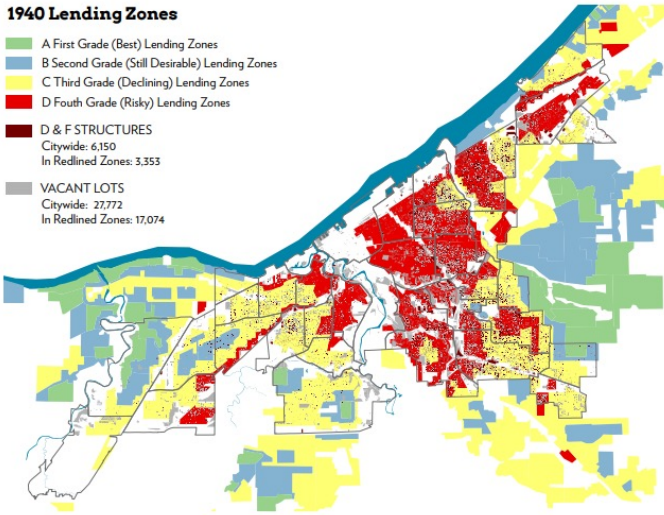 1940 Lending Zones
A First Grade (Best) Lending Zones
B Second Grade (Still Desirable) Lending Zones
C Third Grade (Declining) Lending Zones
D Fouth Grade (Risky) Lending Zones
D & F STRUCTURES
Citywide: 6,150
In Redlined Zones: 3,353
VACANT LOTS
Citywide: 27,772
In Redlined Zones: 17,074